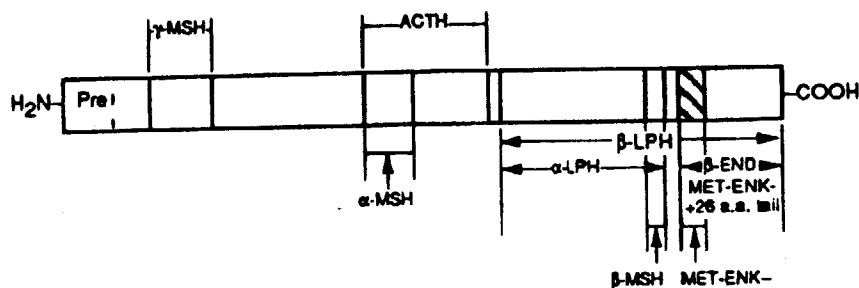 γ-MSH
ACTH
H₂N
Pre
COOH
β-LPH
α-LPH
β-END
α-MSH
MET-ENK-
+26 a.a. tail
β-MSH
MET-ENK–